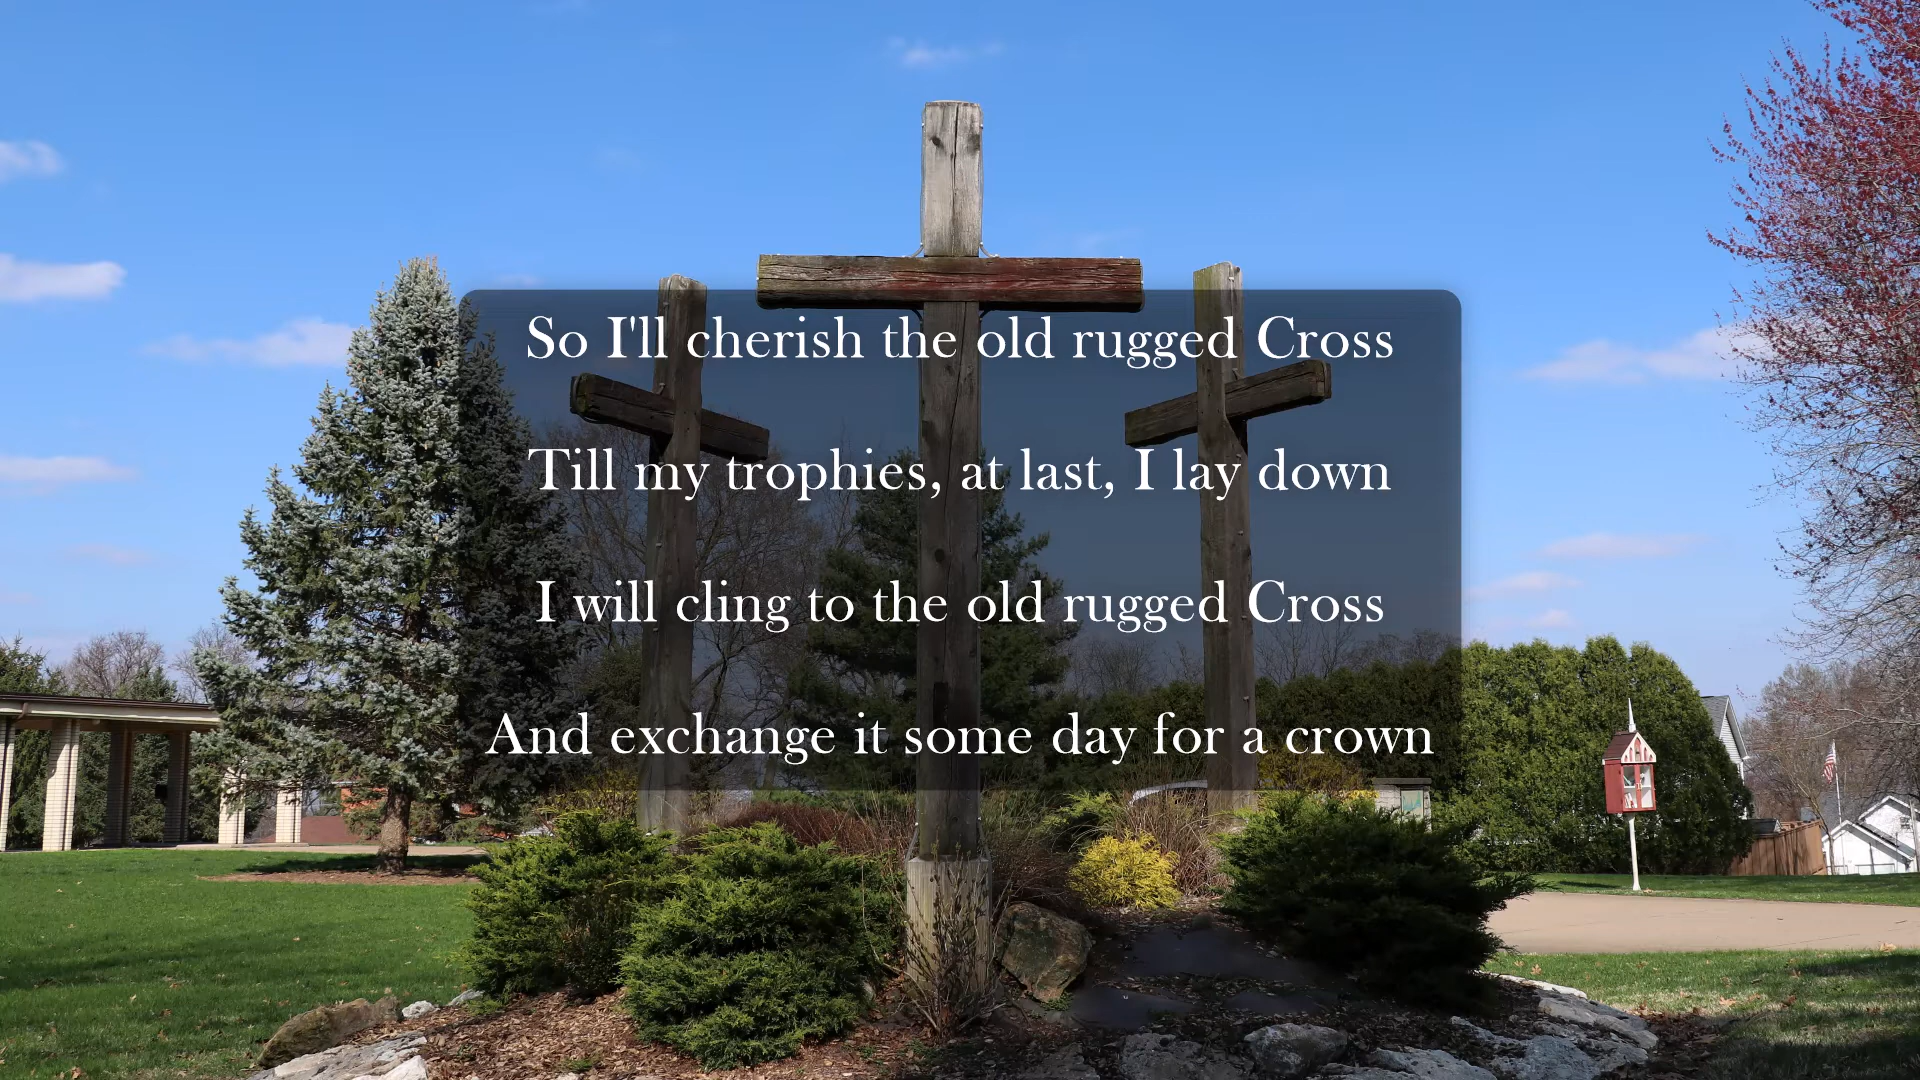 So I'll cherish the old rugged Cross
Till my trophies, at last, I lay down
I will cling to the old rugged Cross
And exchange it some day for a crown